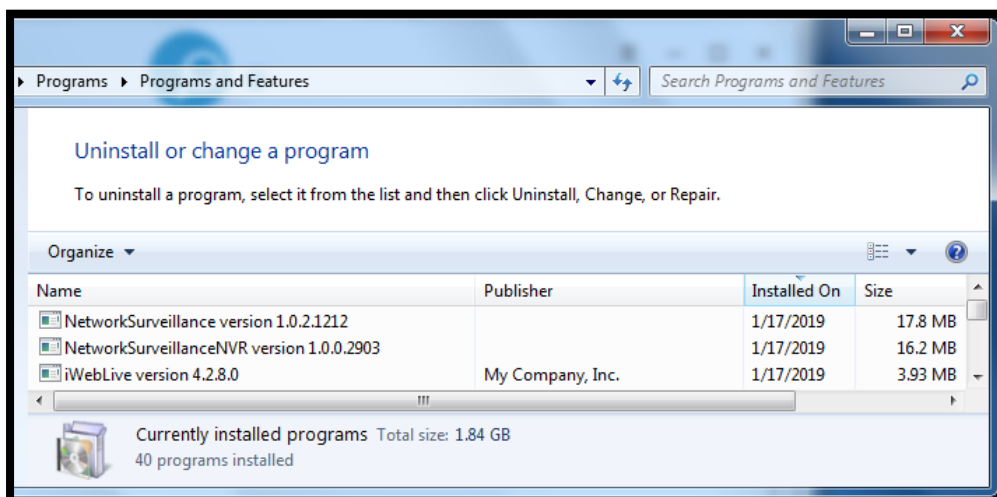 Programs Programs and Features Search Programs and Features
Uninstall or change a program
To uninstall a program, select it from the list and then click Uninstall, Change, or Repair.
Organize
Name Publisher Installed On Size
NetworkSurveillance version 1.0.2.1212 1/17/2019 17.8 MB
NetworkSurveillanceNVR version 1.0.0.2903 1/17/2019 16.2 MB
iWebLive version 4.2.8.0 My Company, Inc. 1/17/2019 3.93 MB
Currently installed programs Total size: 1.84 GB
40 programs installed